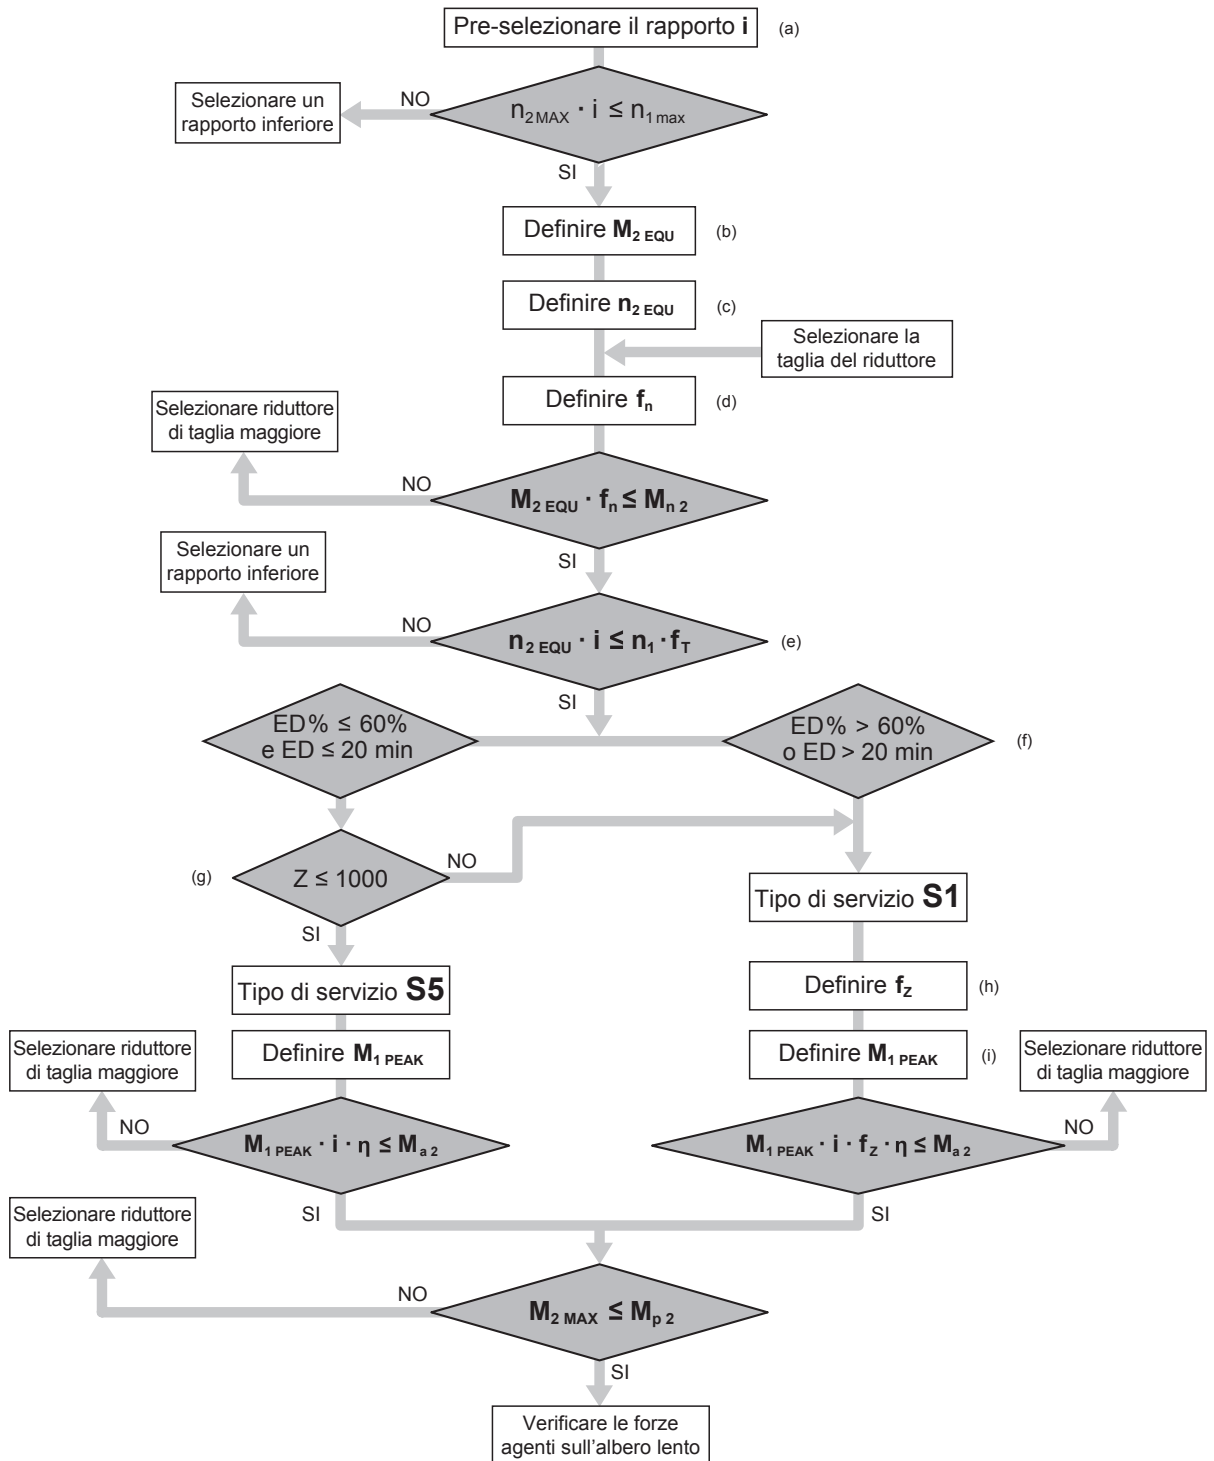 Pre-selezionare il rapporto i (a)
n2 MAX · i ≤ n1 max
NO
Selezionare un
rapporto inferiore
SI
Definire M2 EQU (b)
Definire n2 EQU (c)
Selezionare la
taglia del riduttore
Definire fn (d)
Selezionare riduttore
di taglia maggiore
NO
M2 EQU · fn ≤ Mn 2
SI
Selezionare un
rapporto inferiore
NO
n2 EQU · i ≤ n1 · fT (e)
SI
ED% ≤ 60%
e ED ≤ 20 min
ED% > 60%
o ED > 20 min
(f)
(g) Z ≤ 1000
NO
SI
Tipo di servizio S1
Tipo di servizio S5
Definire fZ (h)
Definire M1 PEAK
Definire M1 PEAK (i)
Selezionare riduttore
di taglia maggiore
Selezionare riduttore
di taglia maggiore
NO
M1 PEAK · i · η ≤ Ma 2
M1 PEAK · i · fZ · η ≤ Ma 2
NO
SI
SI
Selezionare riduttore
di taglia maggiore
NO
M2 MAX ≤ Mp 2
SI
Verificare le forze
agenti sull'albero lento